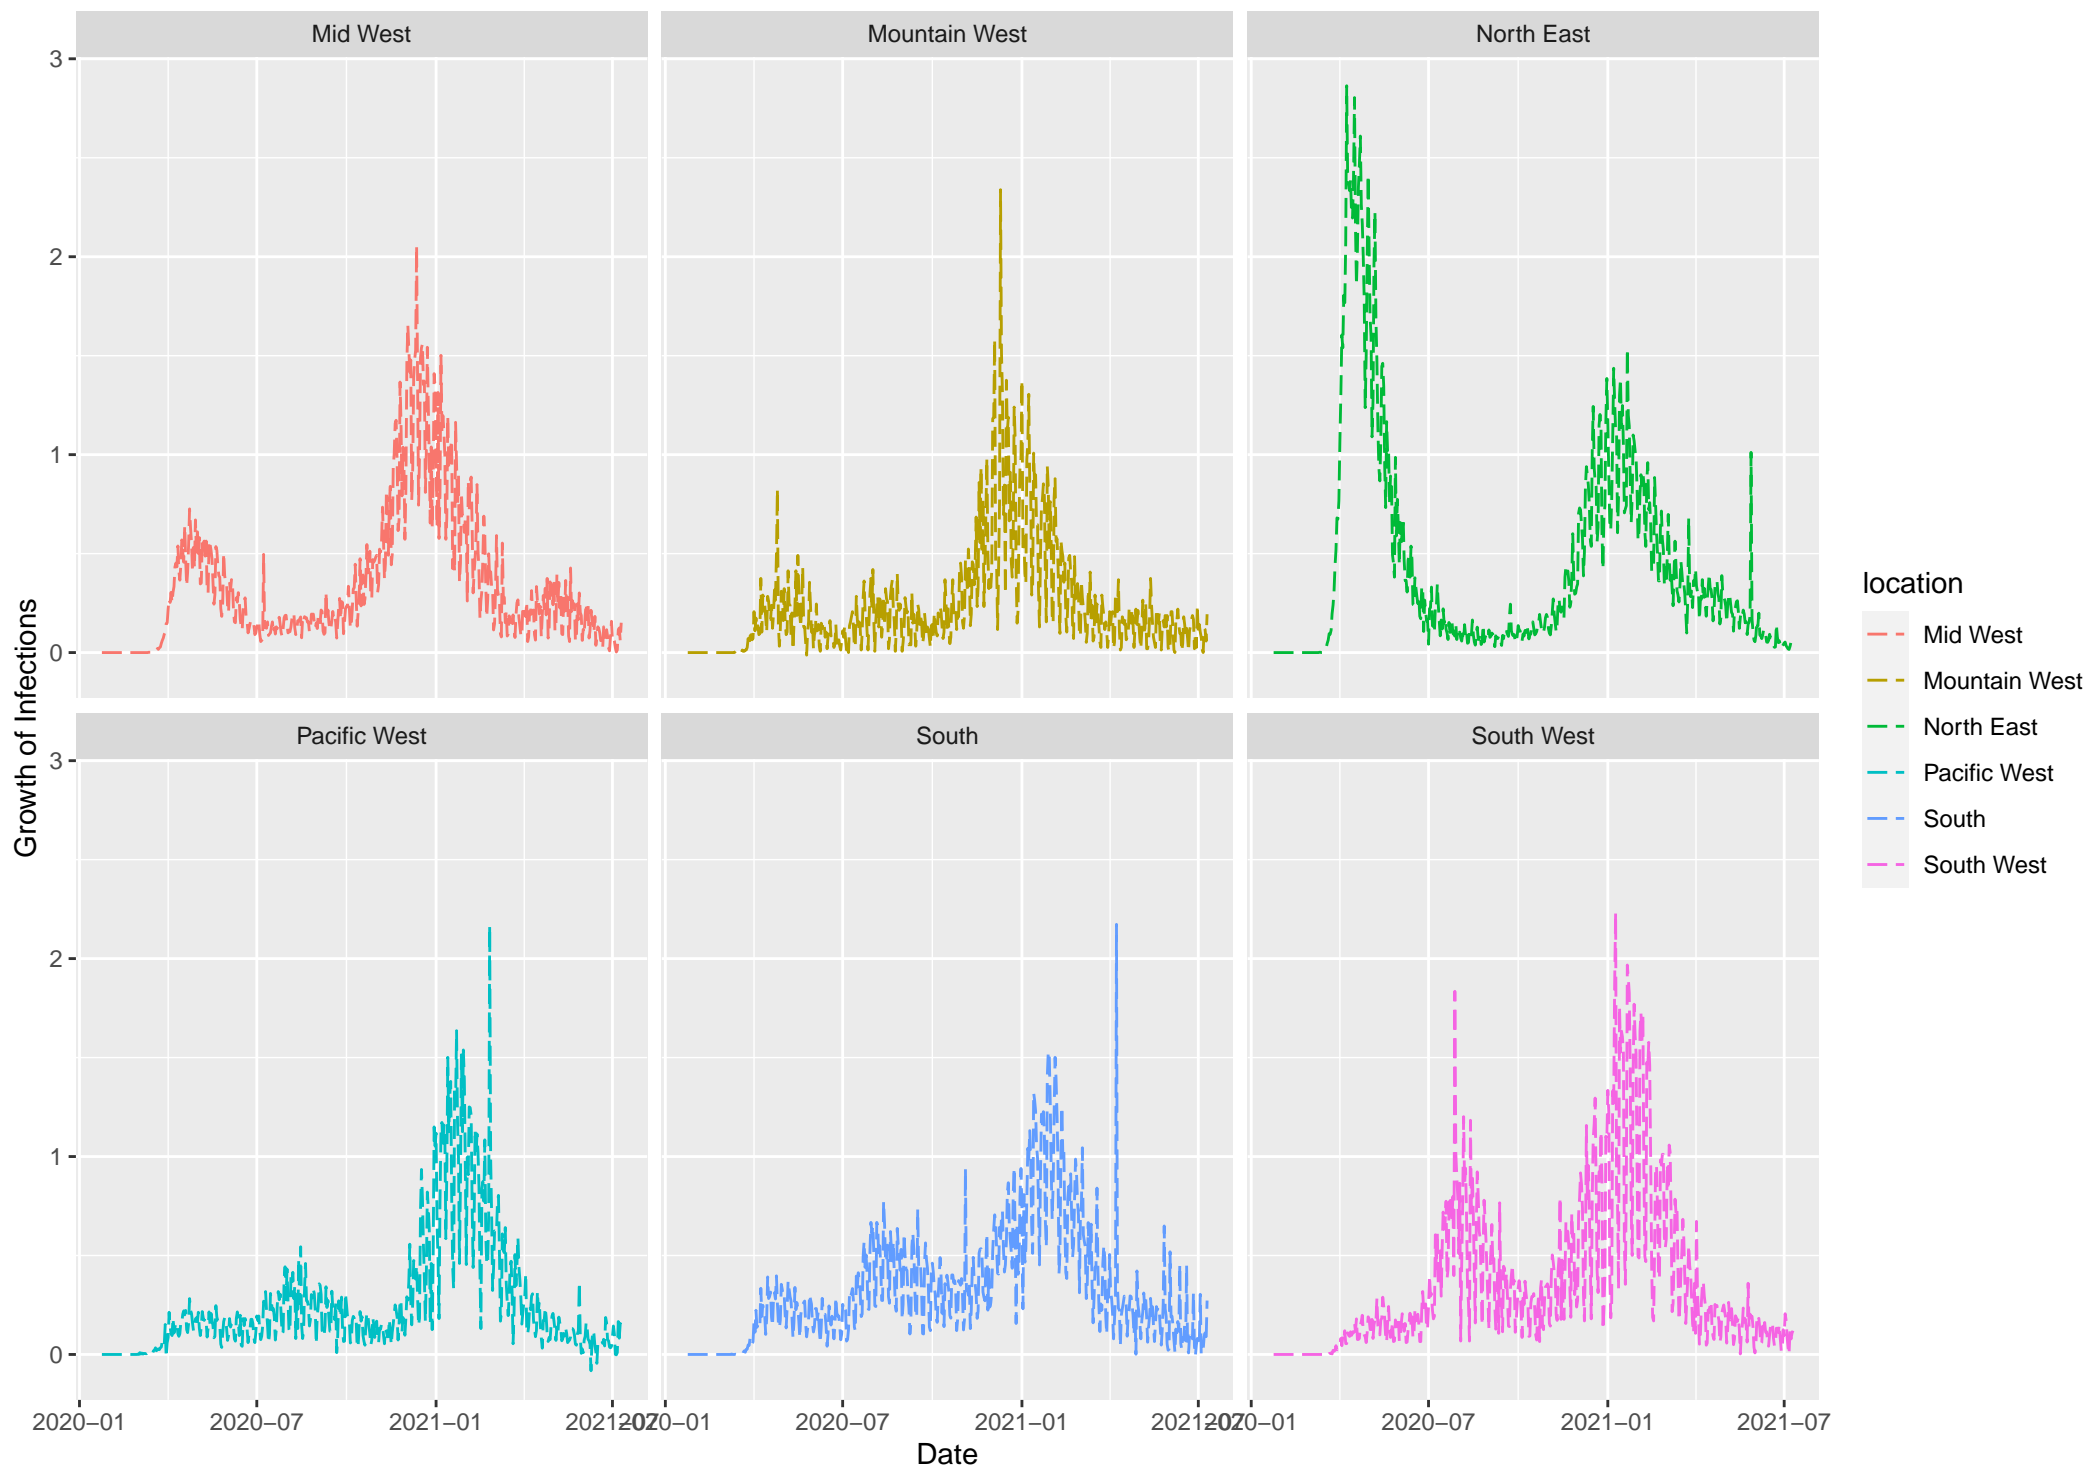 Mid West
Mountain West
North East
3
2
1
0
Growth of Infections
Pacific West
South
South West
3
2
1
0
2020–01
2020–07
2021–01
2021–07
2020–01
2020–07
2021–01
2021–07
2020–01
2020–07
2021–01
2021–07
Date
location
Mid West
Mountain West
North East
Pacific West
South
South West